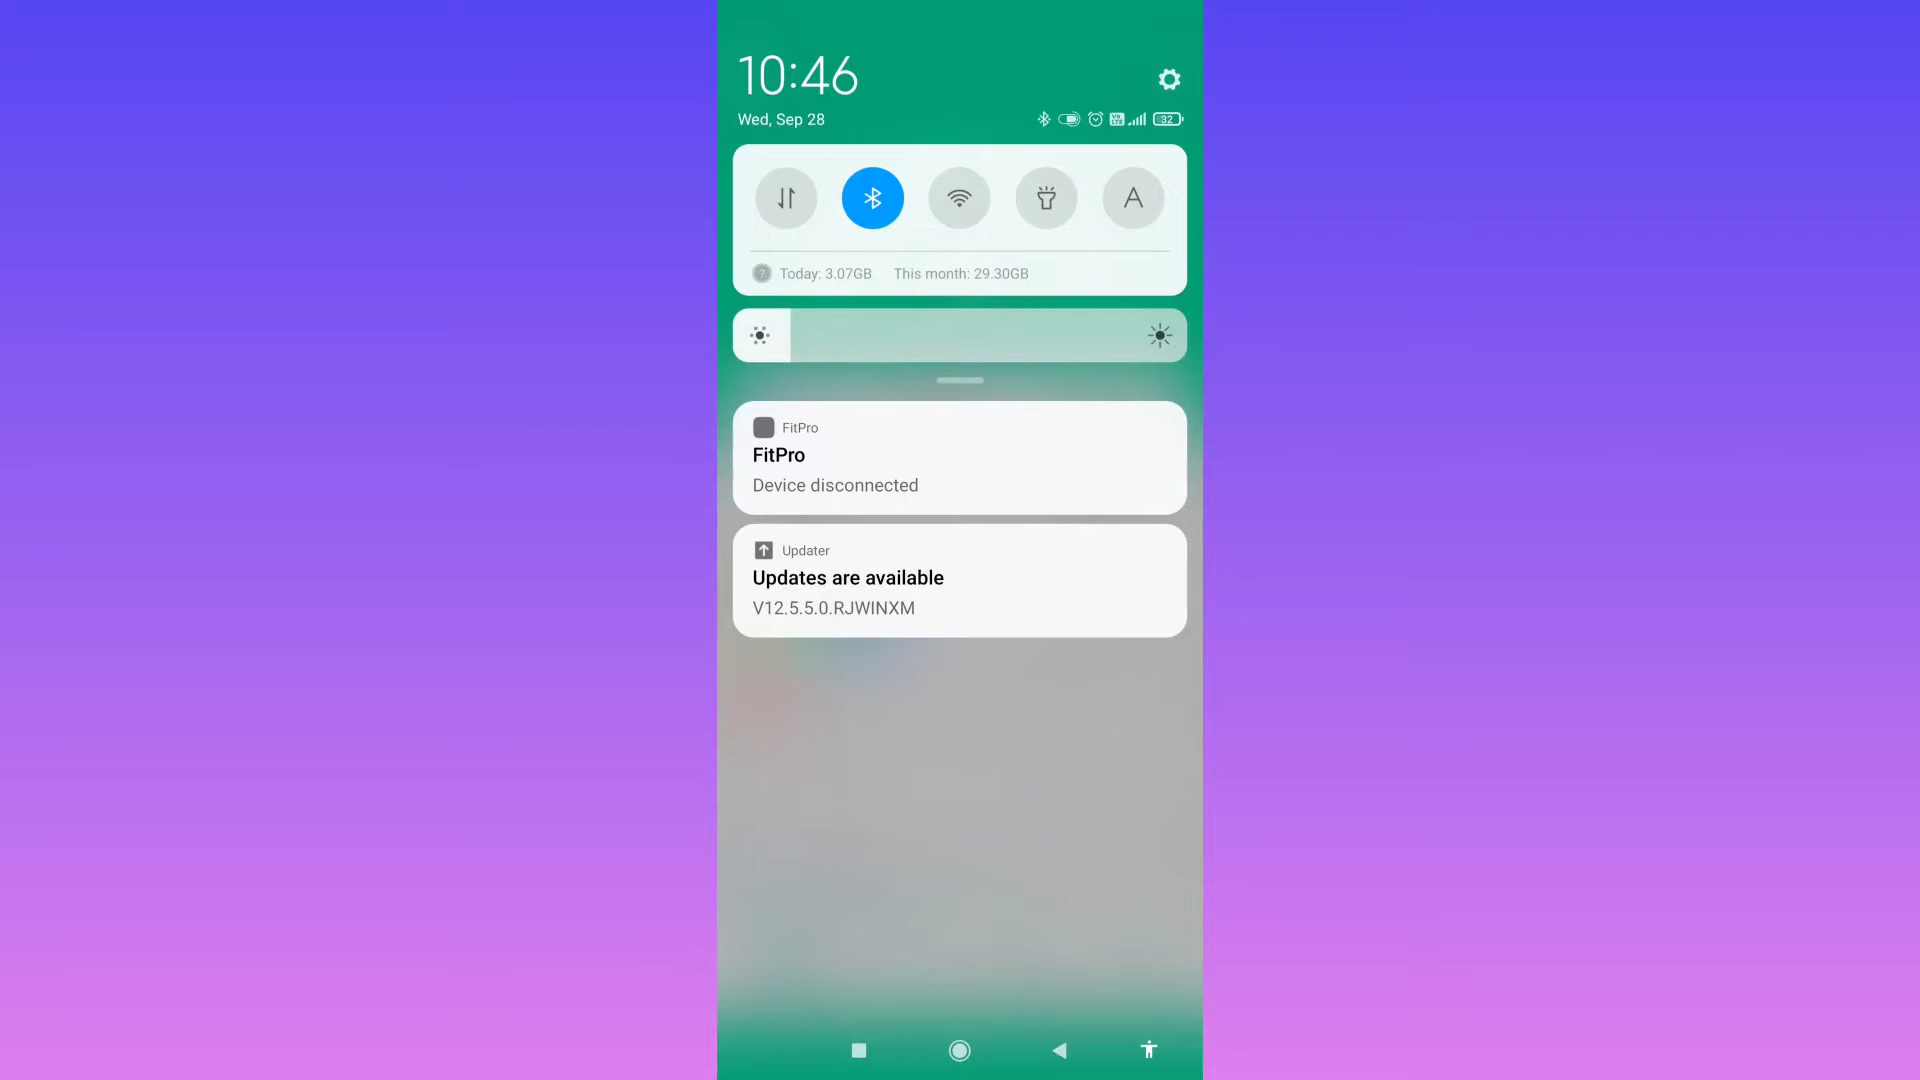 10:46
Wed, Sep 28
32
A
Today: 3.07GB This month: 29.30GB
FitPro
FitPro
Device disconnected
Updater
Updates are available
V12.5.5.0.RJWINXM